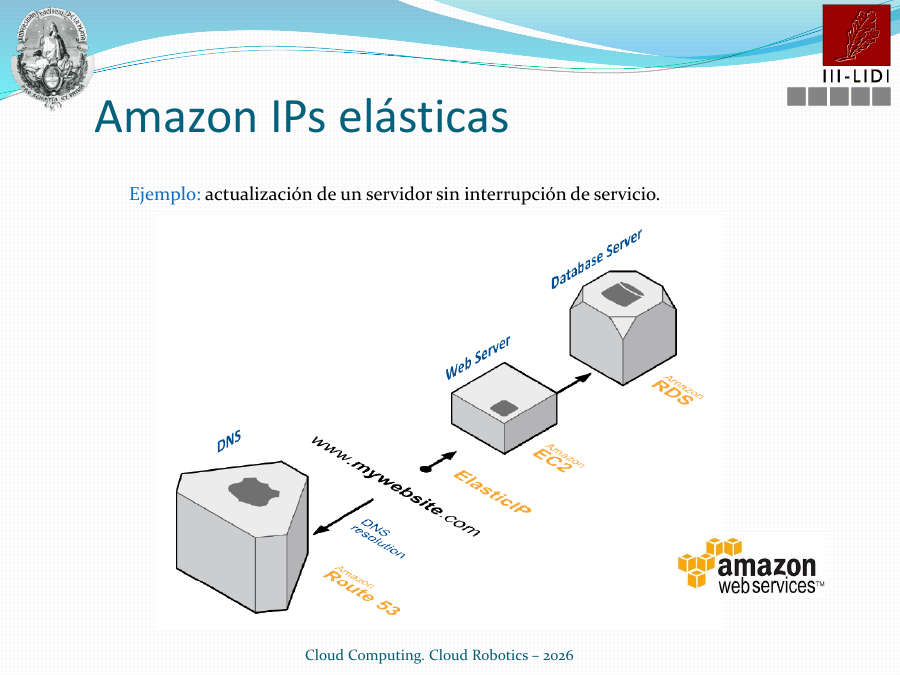 III-LIDI
Amazon IPs elásticas
Ejemplo: actualización de un servidor sin interrupción de servicio.
Database Server
Amazon
RDS
Web Server
Amazon
EC2
ElasticIP
www.mywebsite.com
DNS
DNS
resolution
Amazon
Route 53
amazon
webservices™
Cloud Computing. Cloud Robotics – 2026